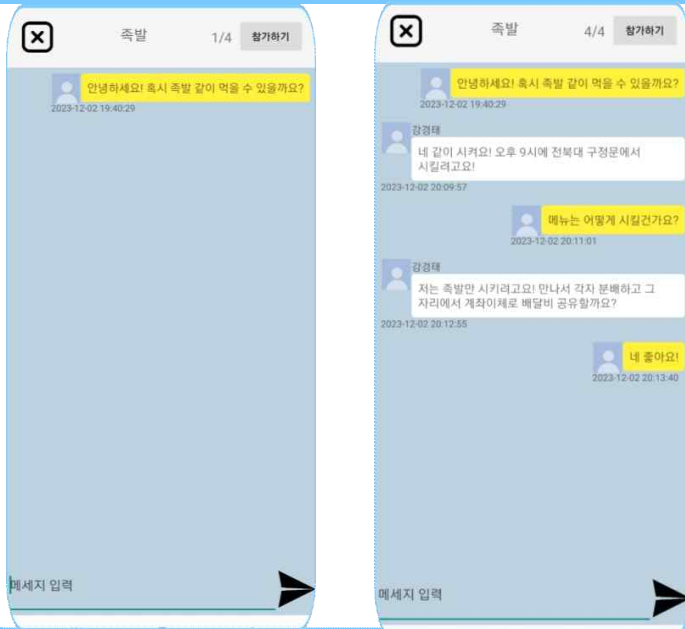 족발
1/4
참가하기
안녕하세요! 혹시 족발 같이 먹을 수 있을까요?
2023-12-02 19:40:29
메세지 입력
족발
4/4
참가하기
안녕하세요! 혹시 족발 같이 먹을 수 있을까요?
2023-12-02 19:40:29
강경태
네 같이 시켜요! 오후 9시에 전북대 구정문에서
시킬려고요!
2023-12-02 20:09:57
메뉴는 어떻게 시킬건가요?
2023-12-02 20:11:01
강경태
저는 족발만 시키려고요! 만나서 각자 분배하고 그
자리에서 계좌이체로 배달비 공유할까요?
2023-12-02 20:12:55
네 좋아요!
2023-12-02 20:13:40
메세지 입력